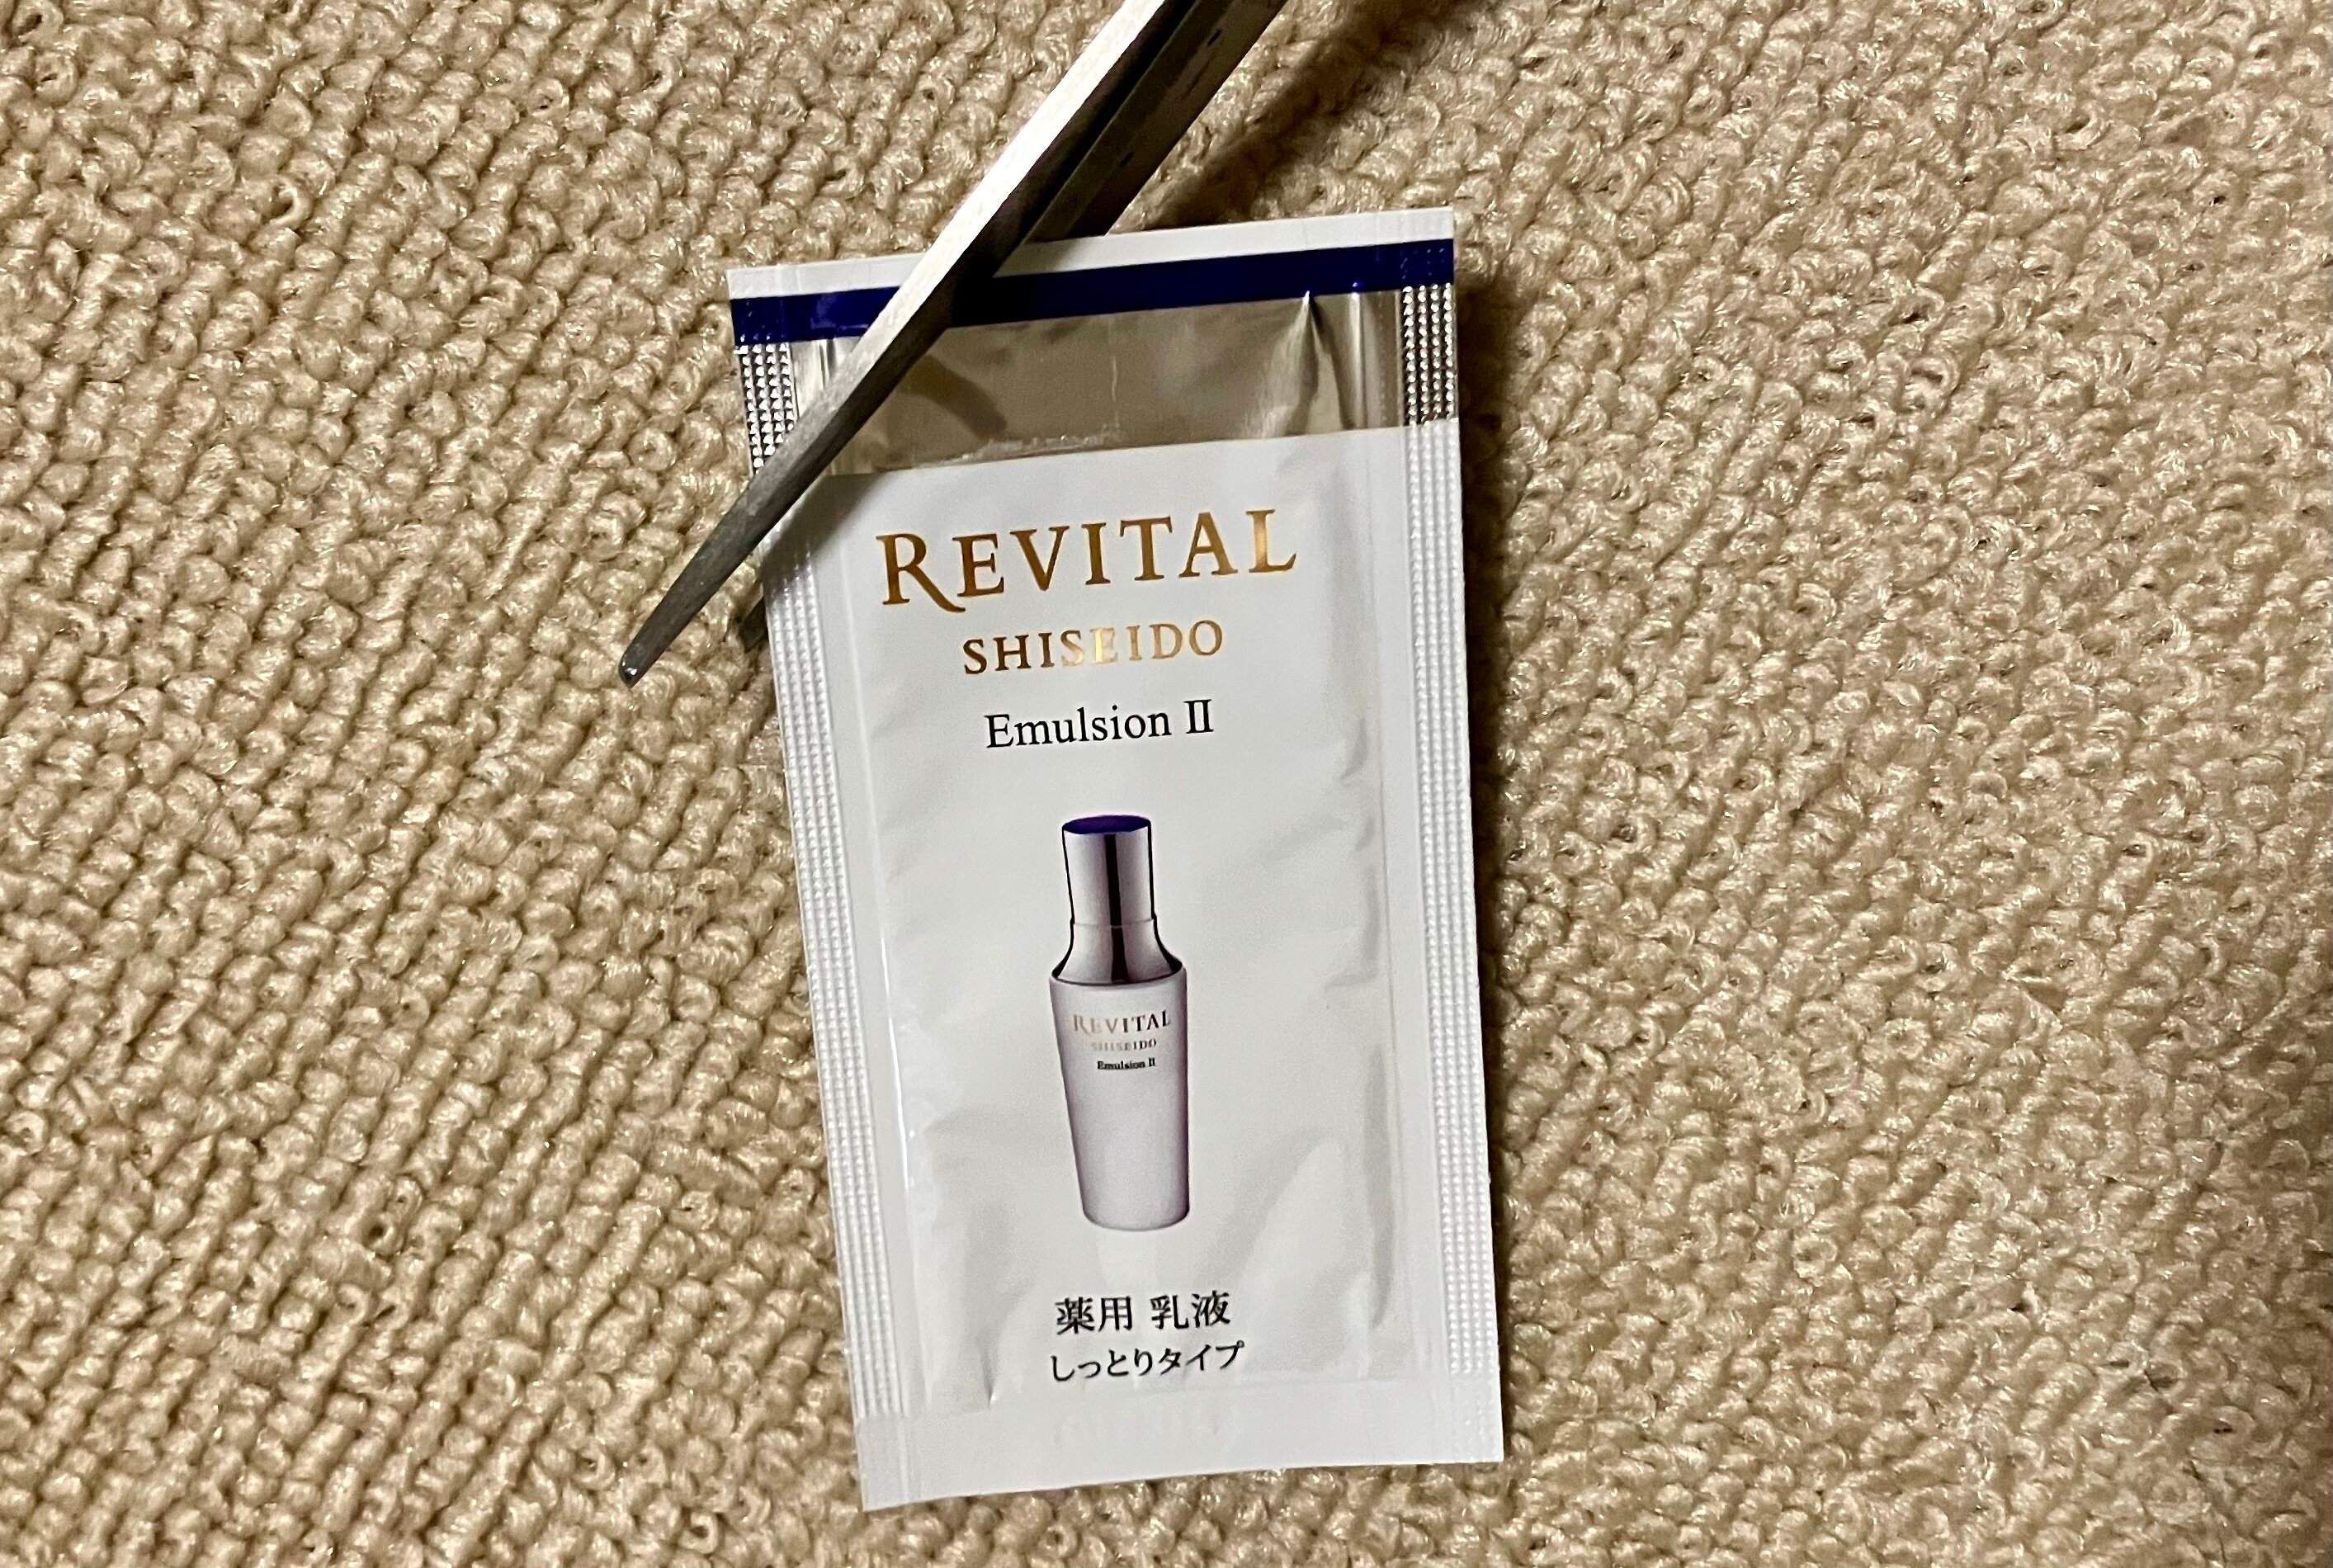 REVITAL
SHISEIDO
Emulsion Ⅱ
REVITAL
SHISEIDO
Emulsion Ⅱ
薬用 乳液
しっとりタイプ